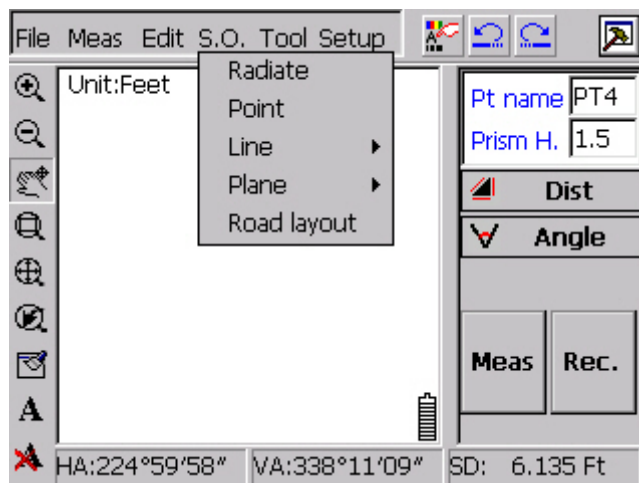 File Meas Edit S.O. Tool Setup
Unit:Feet
Radiate
Point
Line
Plane
Road layout
Pt name PT4
Prism H. 1.5
Dist
Angle
Meas Rec.
A
A
HA:224°59'58" VA:338°11'09" SD: 6.135 Ft